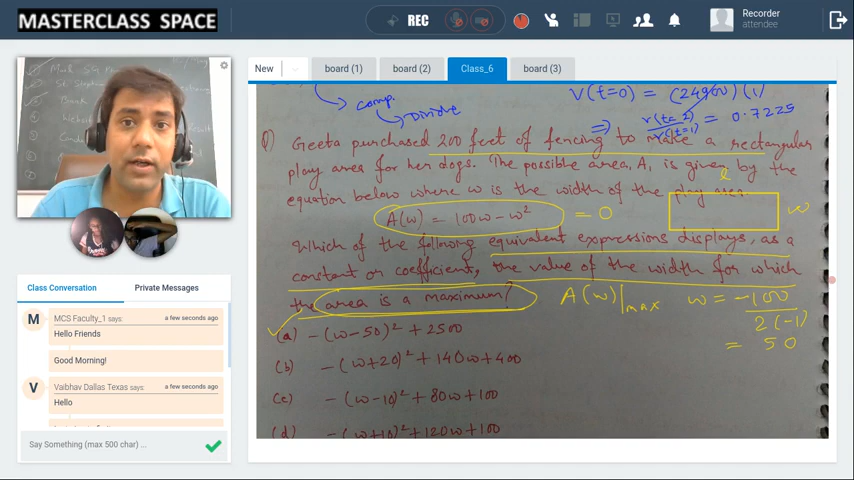 MASTERCLASS SPACE
REC
Recorder
attendee
New
board (1)
board (2)
Class_6
board (3)
Class Conversation
Private Messages
M
MCS Faculty_1 says:
a few seconds ago
Hello Friends
Good Morning!
V
Vaibhav Dallas Texas says:
a few seconds ago
Hello
Say Something (max 500 char) ...
comp.
Divide
V(t=0) = (24900)(1)
⇒ = 0.7225
Q) Geeta purchased 200 feet of fencing to make a rectangular
play area for her dogs. The possible area, A, is given by the
equation below where w is the width of the play area.
l
A(w) = 100w - w² = 0
w
Which of the following equivalent expressions displays, as a
constant or coefficient, the value of the width for which
the area is a maximum?
A(w)|max w = -100
2(-1)
= 50
(a) -(w-50)² + 2500
(b) -(w+20)² + 140w + 400
(c) -(w-10)² + 80w + 100
(d) -(w+10)² + 120w + 100